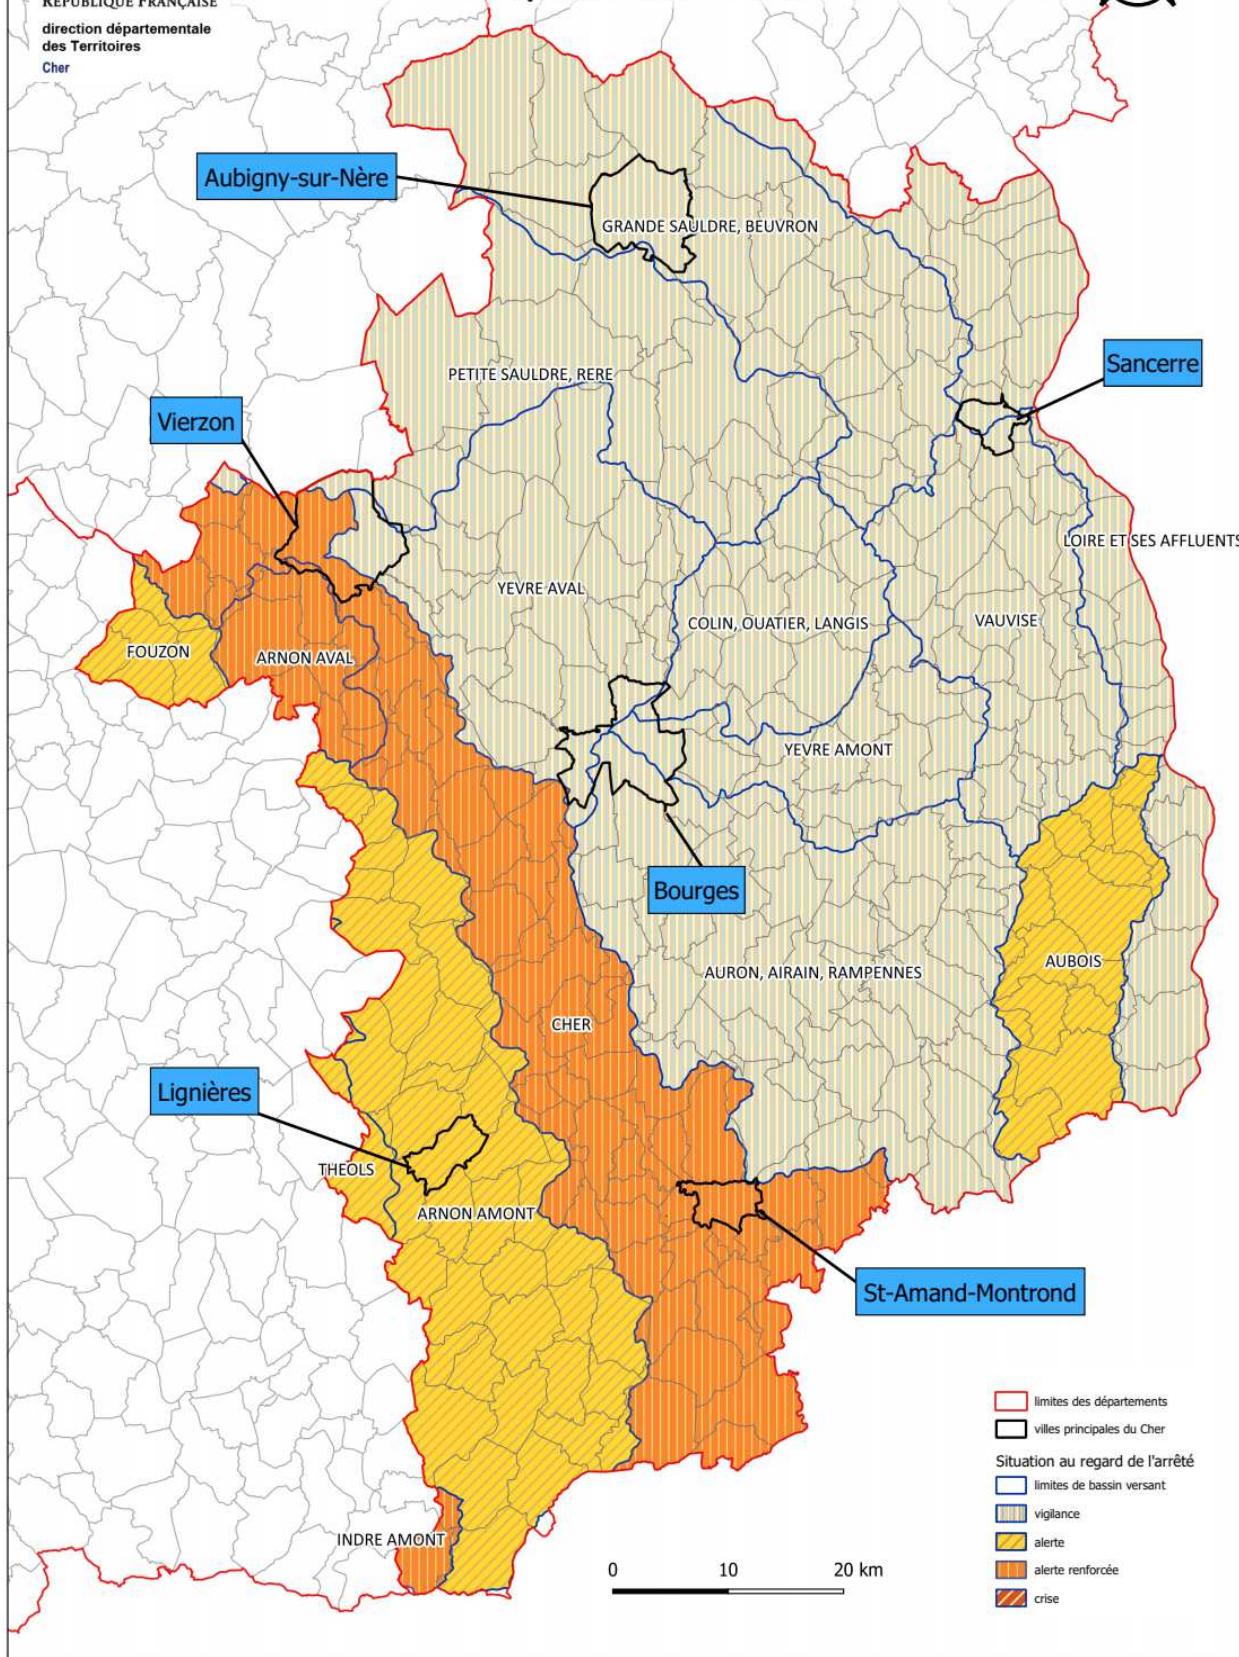 RÉPUBLIQUE FRANÇAISE
direction départementale
des Territoires
Cher
Aubigny-sur-Nère
GRANDE SAULDRE, BEUVRON
Sancerre
PETITE SAULDRE, RERE
Vierzon
LOIRE ET SES AFFLUENTS
YEVRE AVAL
COLIN, OUATIER, LANGIS
VAUVISE
FOUZON
ARNON AVAL
YEVRE AMONT
Bourges
AURON, AIRAIN, RAMPENNES
AUBOIS
CHER
Lignières
THEOLS
ARNON AMONT
St-Amand-Montrond
limites des départements
villes principales du Cher
Situation au regard de l'arrêté
limites de bassin versant
vigilance
alerte
alerte renforcée
crise
INDRE AMONT
0 10 20 km